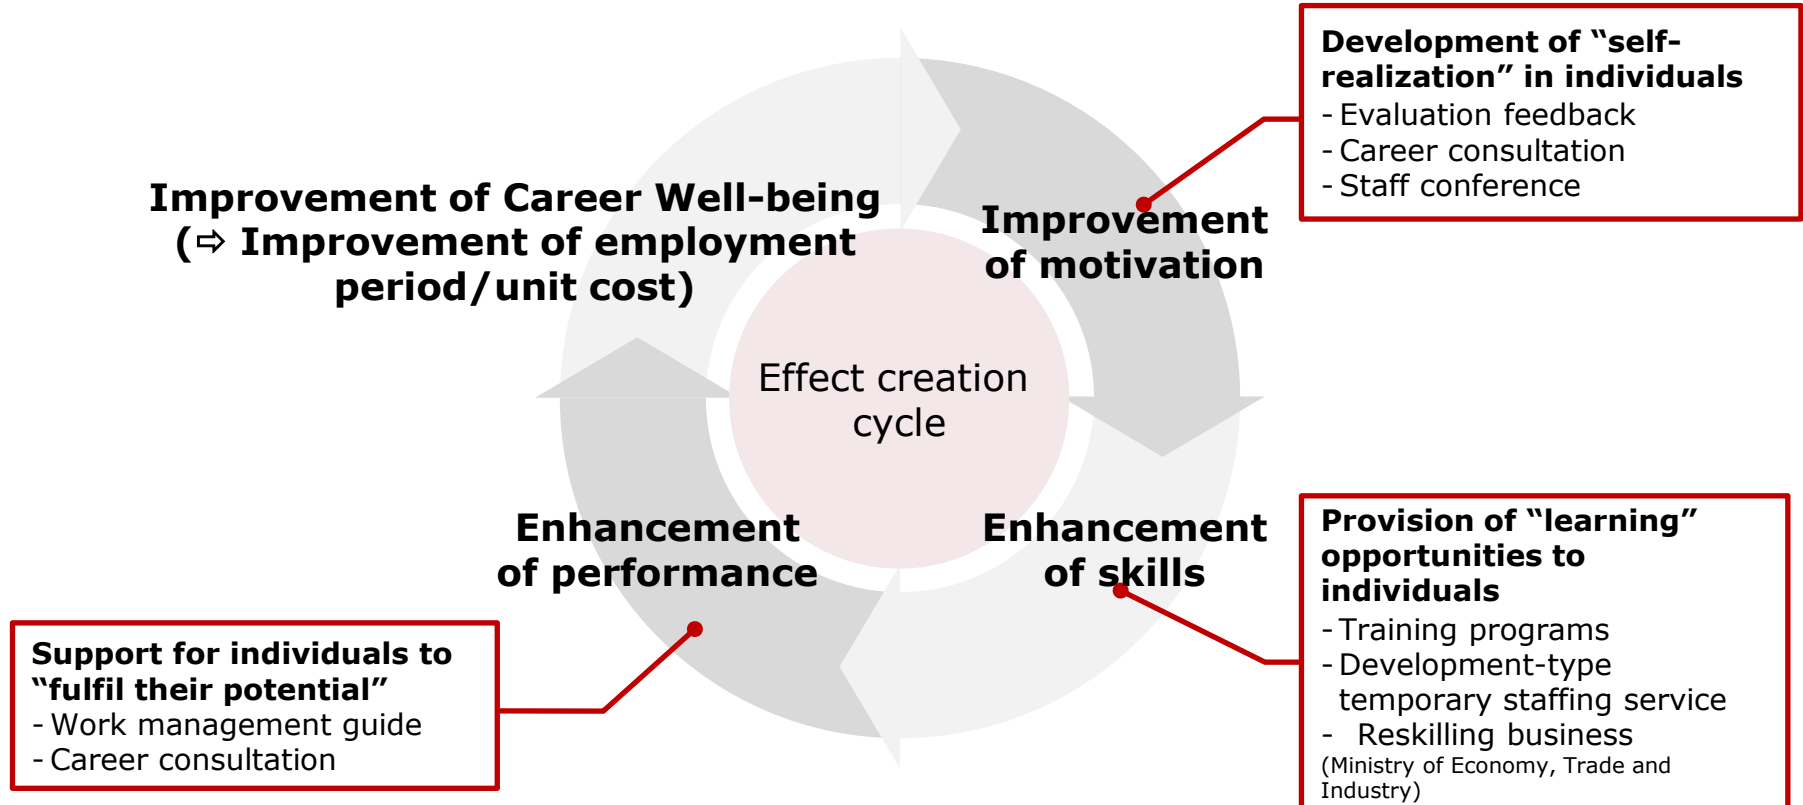 Development of “self-
realization” in individuals
- Evaluation feedback
- Career consultation
- Staff conference
Improvement of Career Well-being
(⇨ Improvement of employment
period/unit cost)
Improvement
of motivation
Effect creation
cycle
Enhancement
of performance
Enhancement
of skills
Provision of “learning”
opportunities to
individuals
- Training programs
- Development-type
temporary staffing service
- Reskilling business
(Ministry of Economy, Trade and
Industry)
Support for individuals to
“fulfil their potential”
- Work management guide
- Career consultation